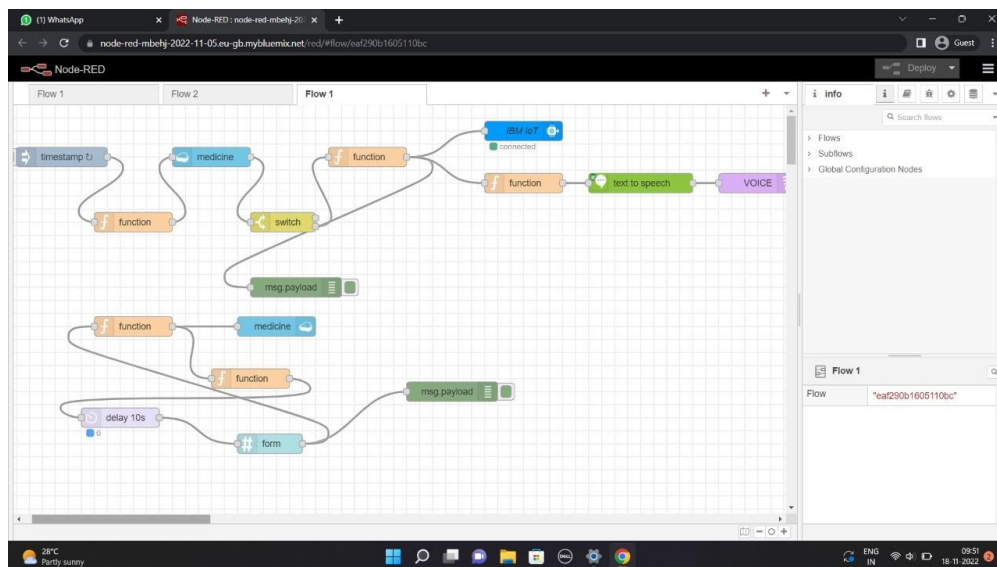 (1) WhatsApp
Node-RED : node-red-mbehj-202
node-red-mbehj-2022-11-05.eu-gb.mybluemix.net/red/#flow/eaf290b1605110bc
Guest
Node-RED
Deploy
Flow 1
Flow 2
Flow 1
i info
Search flows
Flows
Subflows
Global Configuration Nodes
IBM IoT
connected
timestamp ↻
medicine
function
function
text to speech
VOICE
function
switch
msg.payload
function
medicine
function
msg.payload
delay 10s
0
form
Flow 1
Flow
"eaf290b1605110bc"
28°C
Partly sunny
ENG
IN
09:51
18-11-2022
2